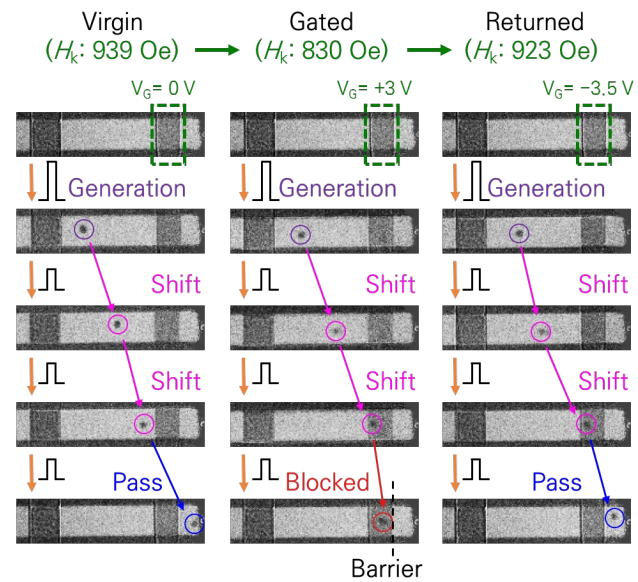 Virgin Gated Returned
(Hk: 939 Oe) (Hk: 830 Oe) (Hk: 923 Oe)
VG= 0 V VG= +3 V VG= −3.5 V
Generation Generation Generation
Shift Shift Shift
Shift Shift Shift
Pass Blocked Pass
Barrier